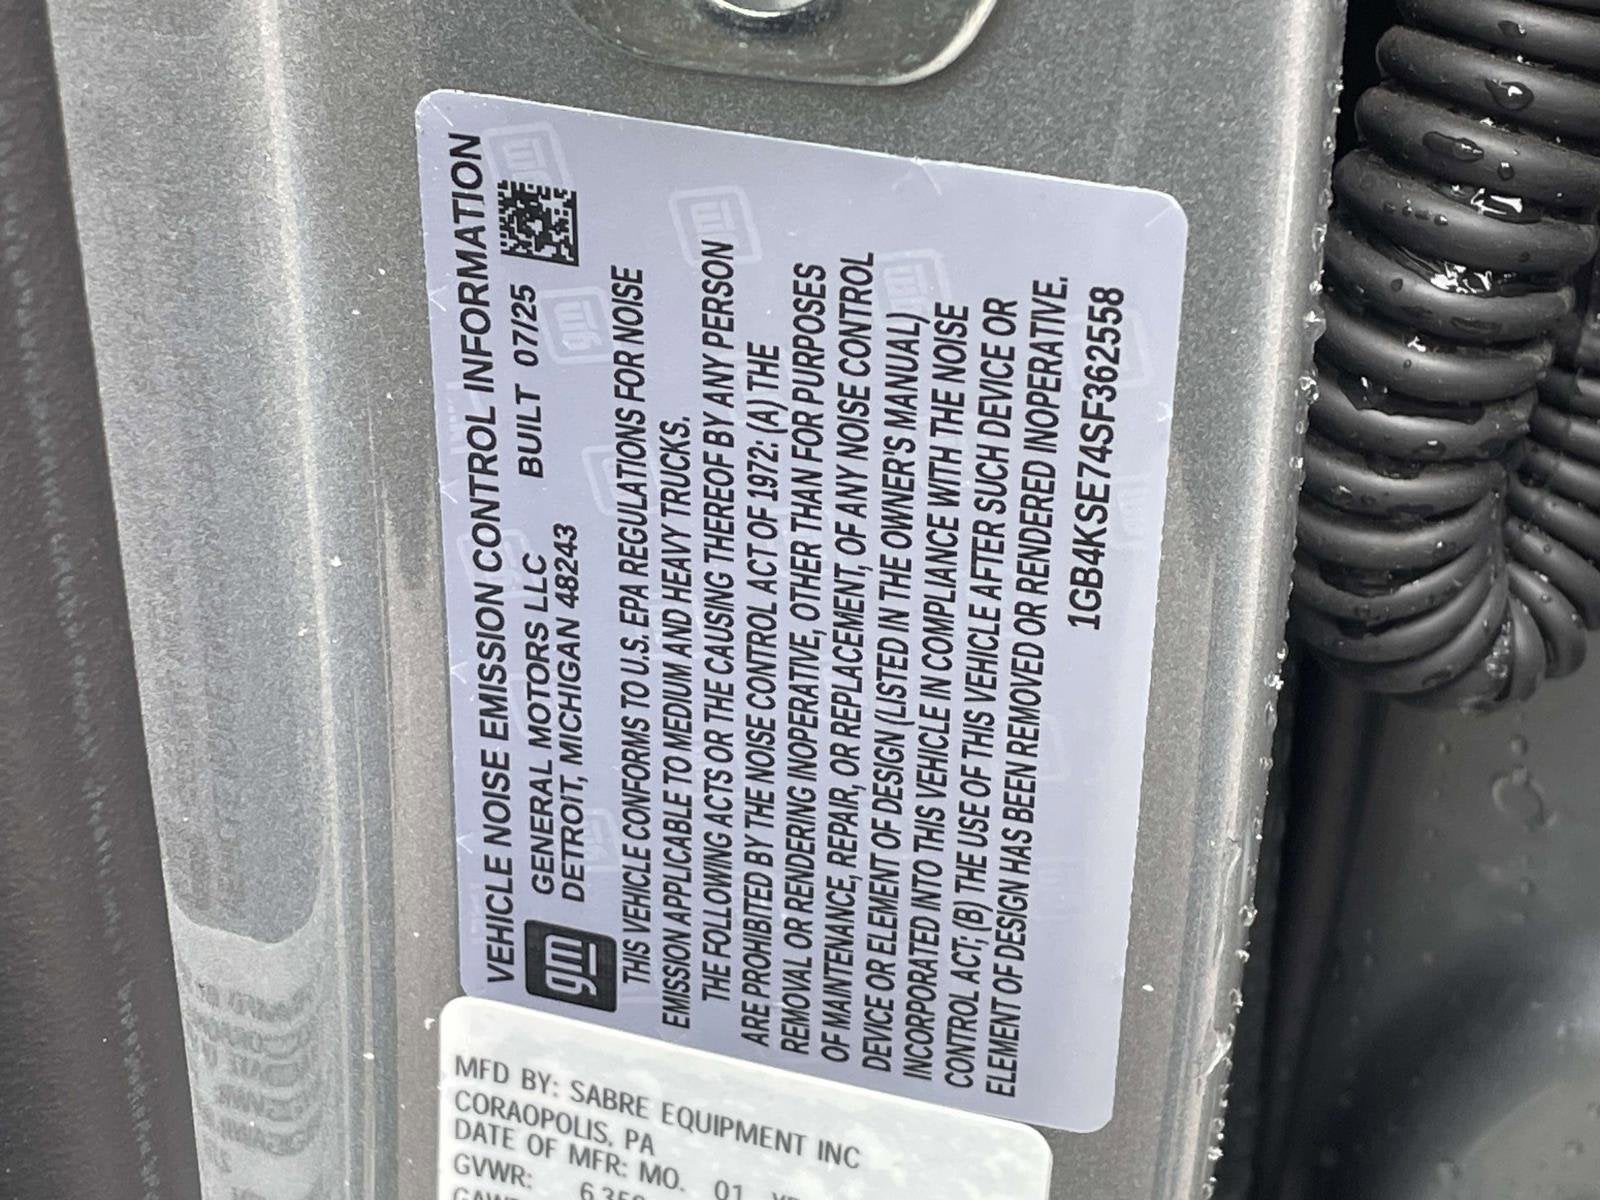 VEHICLE NOISE EMISSION CONTROL INFORMATION
gm
GENERAL MOTORS LLC BUILT 07/25
DETROIT, MICHIGAN 48243
THIS VEHICLE CONFORMS TO U.S. EPA REGULATIONS FOR NOISE
EMISSION APPLICABLE TO MEDIUM AND HEAVY TRUCKS.
THE FOLLOWING ACTS OR THE CAUSING THEREOF BY ANY PERSON
ARE PROHIBITED BY THE NOISE CONTROL ACT OF 1972: (A) THE
REMOVAL OR RENDERING INOPERATIVE, OTHER THAN FOR PURPOSES
OF MAINTENANCE, REPAIR, OR REPLACEMENT, OF ANY NOISE CONTROL
DEVICE OR ELEMENT OF DESIGN (LISTED IN THE OWNER'S MANUAL)
INCORPORATED INTO THIS VEHICLE IN COMPLIANCE WITH THE NOISE
CONTROL ACT, (B) THE USE OF THIS VEHICLE AFTER SUCH DEVICE OR
ELEMENT OF DESIGN HAS BEEN REMOVED OR RENDERED INOPERATIVE.
1GB4KSE74SF362558
MFD BY: SABRE EQUIPMENT INC
CORAOPOLIS, PA
DATE OF MFR: MO. 01
GVWR: